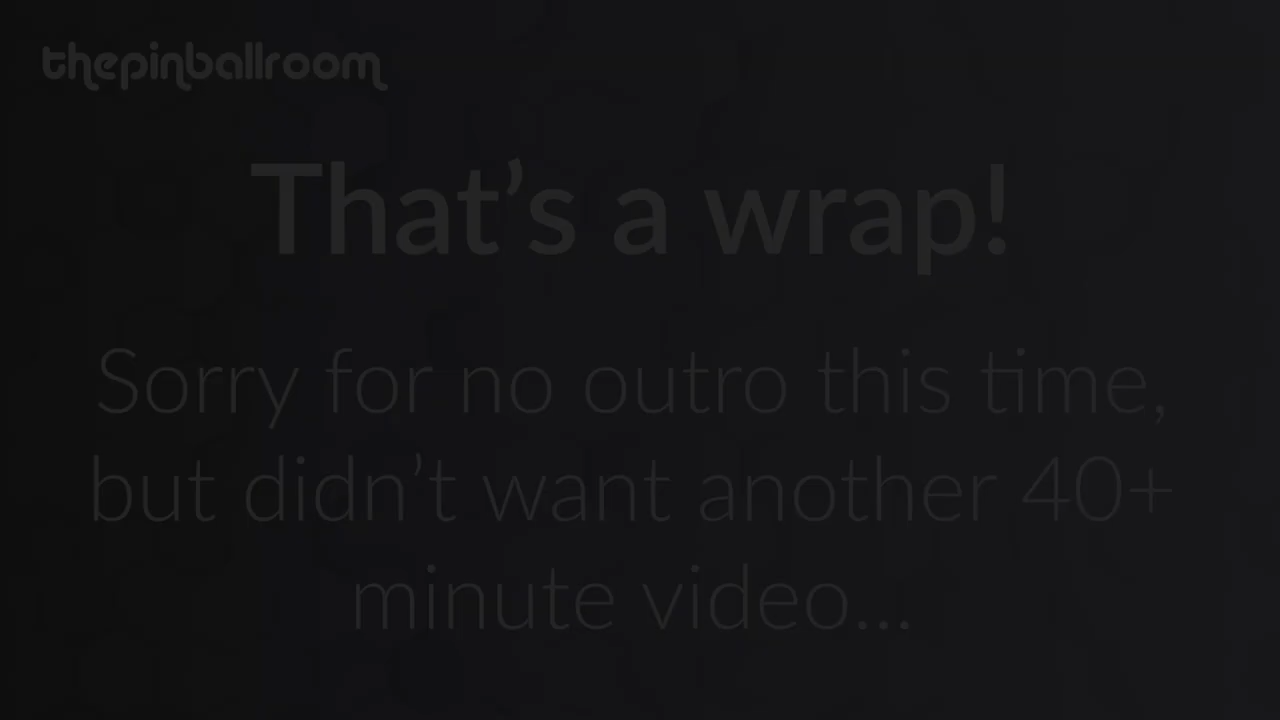 thepinballroom
That’s a wrap!
Sorry for no outro this time,
but didn’t want another 40+
minute video...